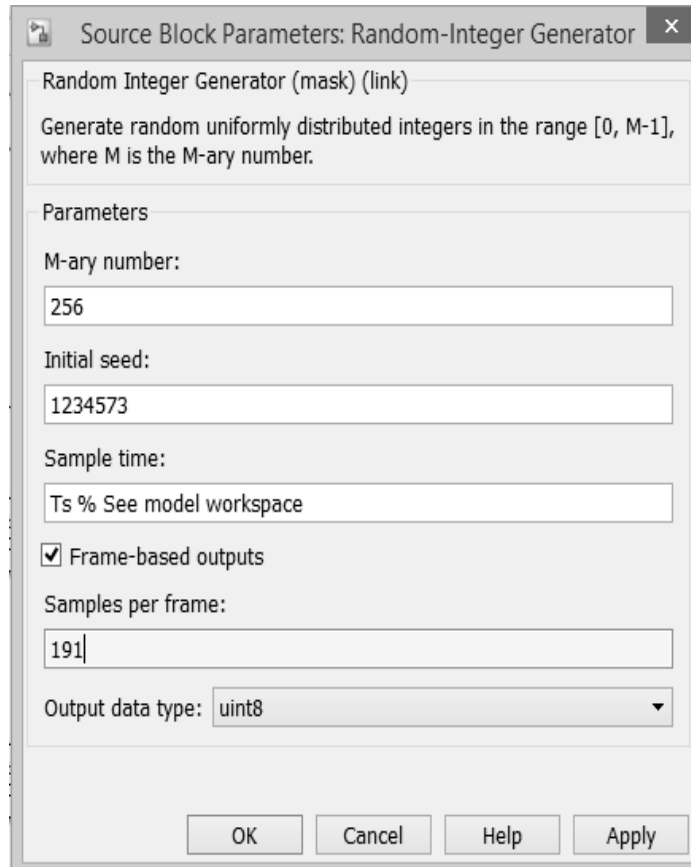 Source Block Parameters: Random-Integer Generator
x
Random Integer Generator (mask) (link)
Generate random uniformly distributed integers in the range [0, M-1],
where M is the M-ary number.
Parameters
M-ary number:
256
Initial seed:
1234573
Sample time:
Ts % See model workspace
Frame-based outputs
Samples per frame:
191
Output data type: uint8
OK Cancel Help Apply